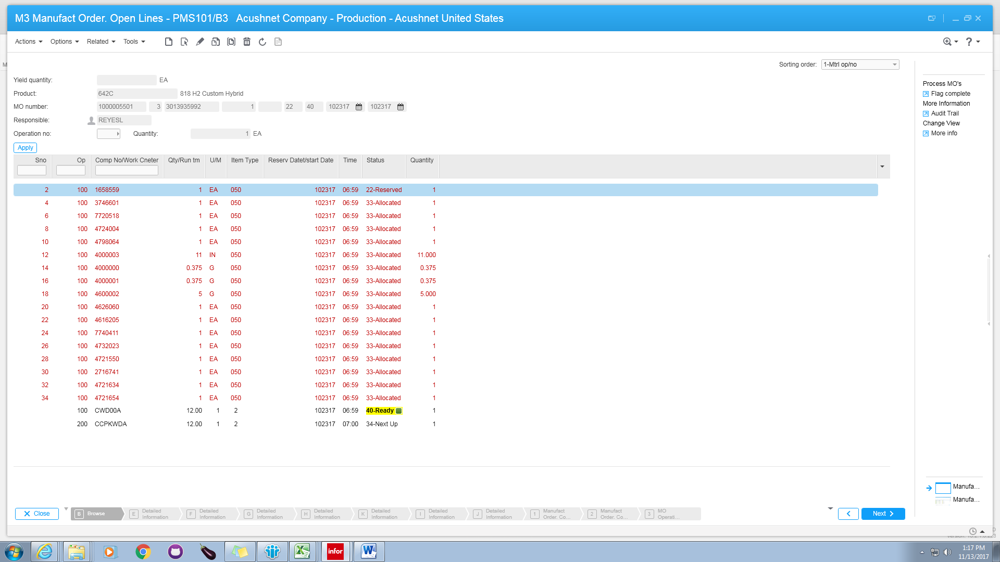 M3 Manufact Order. Open Lines - PMS101/B3 Acushnet Company - Production - Acushnet United States
Actions Options Related Tools
?
M
Sorting order: 1-Mtrl op/no
Yield quantity: EA
Product: 642C 818 H2 Custom Hybrid
MO number: 1000005501 3 3013935992 1 22 40 102317 102317
Responsible: REYESL
Operation no: Quantity: 1 EA
Apply
Sno Op Comp No/Work Cneter Qty/Run tm U/M Item Type Reserv Datet/start Date Time Status Quantity
2 100 1658559 1 EA 050 102317 06:59 22-Reserved 1
4 100 3746601 1 EA 050 102317 06:59 33-Allocated 1
6 100 7720518 1 EA 050 102317 06:59 33-Allocated 1
8 100 4724004 1 EA 050 102317 06:59 33-Allocated 1
10 100 4798064 1 EA 050 102317 06:59 33-Allocated 1
12 100 4000003 11 IN 050 102317 06:59 33-Allocated 11.000
14 100 4000000 0.375 G 050 102317 06:59 33-Allocated 0.375
16 100 4000001 0.375 G 050 102317 06:59 33-Allocated 0.375
18 100 4600002 5 G 050 102317 06:59 33-Allocated 5.000
20 100 4626060 1 EA 050 102317 06:59 33-Allocated 1
22 100 4616205 1 EA 050 102317 06:59 33-Allocated 1
24 100 7740411 1 EA 050 102317 06:59 33-Allocated 1
26 100 4732023 1 EA 050 102317 06:59 33-Allocated 1
28 100 4721550 1 EA 050 102317 06:59 33-Allocated 1
30 100 2716741 1 EA 050 102317 06:59 33-Allocated 1
32 100 4721634 1 EA 050 102317 06:59 33-Allocated 1
34 100 4721654 1 EA 050 102317 06:59 33-Allocated 1
100 CWD00A 12.00 1 2 102317 06:59 40-Ready 1
200 CCPKWDA 12.00 1 2 102317 07:00 34-Next Up 1
Process MO's
Flag complete
More Information
Audit Trail
Change View
More info
Manufa...
Manufa...
Close
B Browse
E Detailed Information
F Detailed Information
G Detailed Information
H Detailed Information
K Detailed Information
I Detailed Information
J Detailed Information
1 Manufact Order. Co...
2 Manufact Order. Co...
3 MO Operati...
Next
infor
1:17 PM
11/13/2017